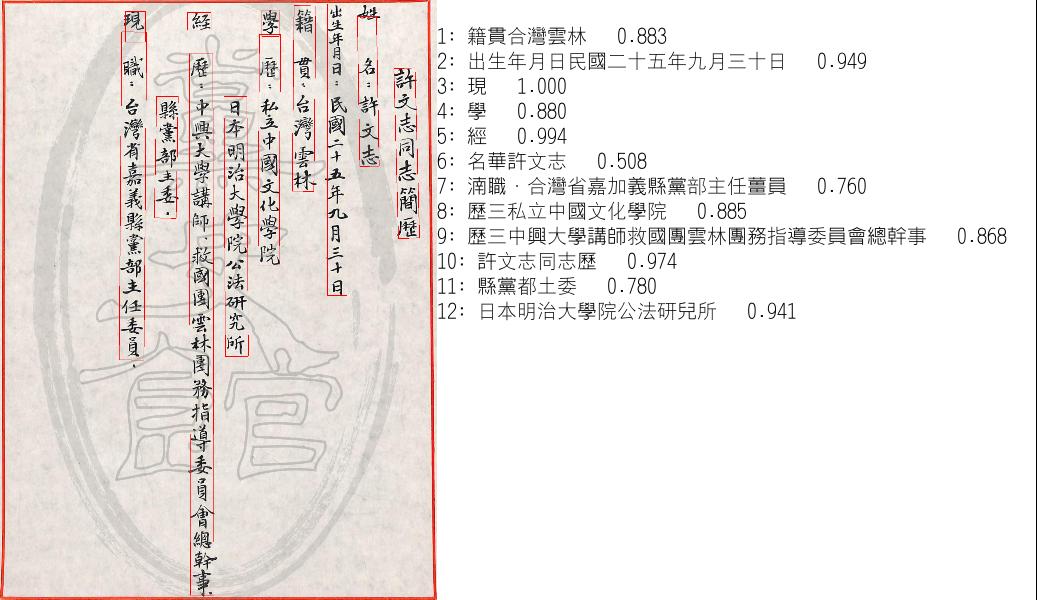 許文志同志簡歷
姓　名：許文志
出生年月日：民國二十五年九月三十日
籍　貫：台灣雲林
學　歷：私立中國文化學院
日本明治大學院公法研究所
經　歷：中興大學講師、救國團雲林團務指導委員會總幹事
縣黨部主委．
現　職：台灣省嘉義縣黨部主任委員．
黨史館
1: 籍貫合灣雲林 0.883
2: 出生年月日民國二十五年九月三十日 0.949
3: 現 1.000
4: 學 0.880
5: 經 0.994
6: 名華許文志 0.508
7: 湳職．合灣省嘉加義縣黨部主任薑員 0.760
8: 歷三私立中國文化學院 0.885
9: 歷三中興大學講師救國團雲林團務指導委員會總幹事 0.868
10: 許文志同志歷 0.974
11: 縣黨都土委 0.780
12: 日本明治大學院公法研兒所 0.941